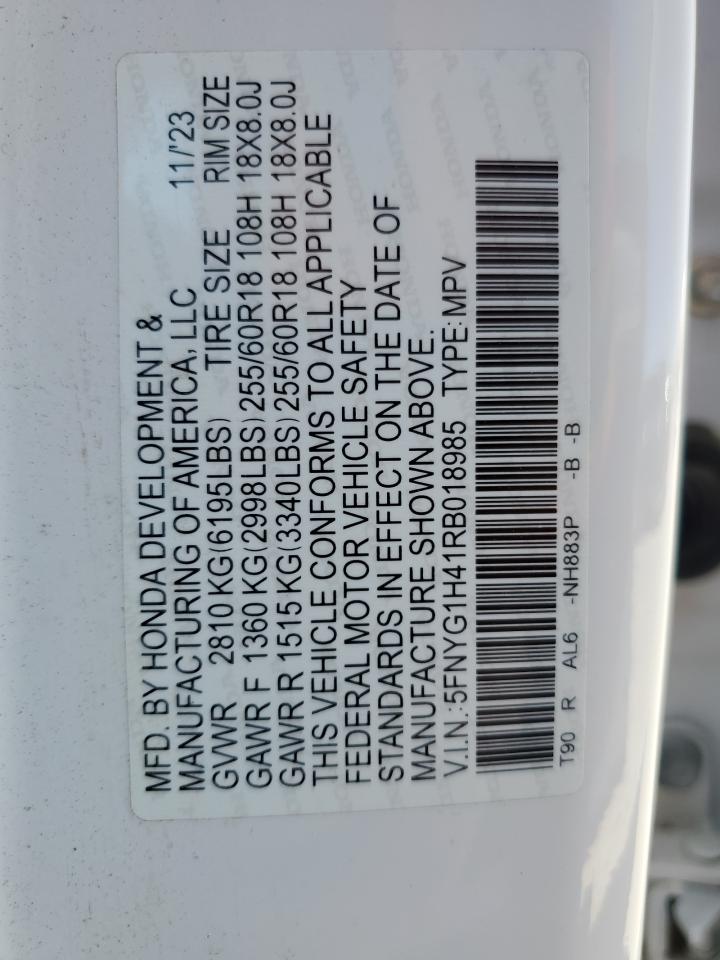 MFD. BY HONDA DEVELOPMENT &
MANUFACTURING OF AMERICA, LLC 11/'23
GVWR 2810 KG(6195LBS) TIRE SIZE RIM SIZE
GAWR F 1360 KG(2998LBS) 255/60R18 108H 18X8.0J
GAWR R 1515 KG(3340LBS) 255/60R18 108H 18X8.0J
THIS VEHICLE CONFORMS TO ALL APPLICABLE
FEDERAL MOTOR VEHICLE SAFETY
STANDARDS IN EFFECT ON THE DATE OF
MANUFACTURE SHOWN ABOVE.
V.I.N.:5FNYG1H41RB018985 TYPE:MPV
T90 R AL6 -NH883P -B -B